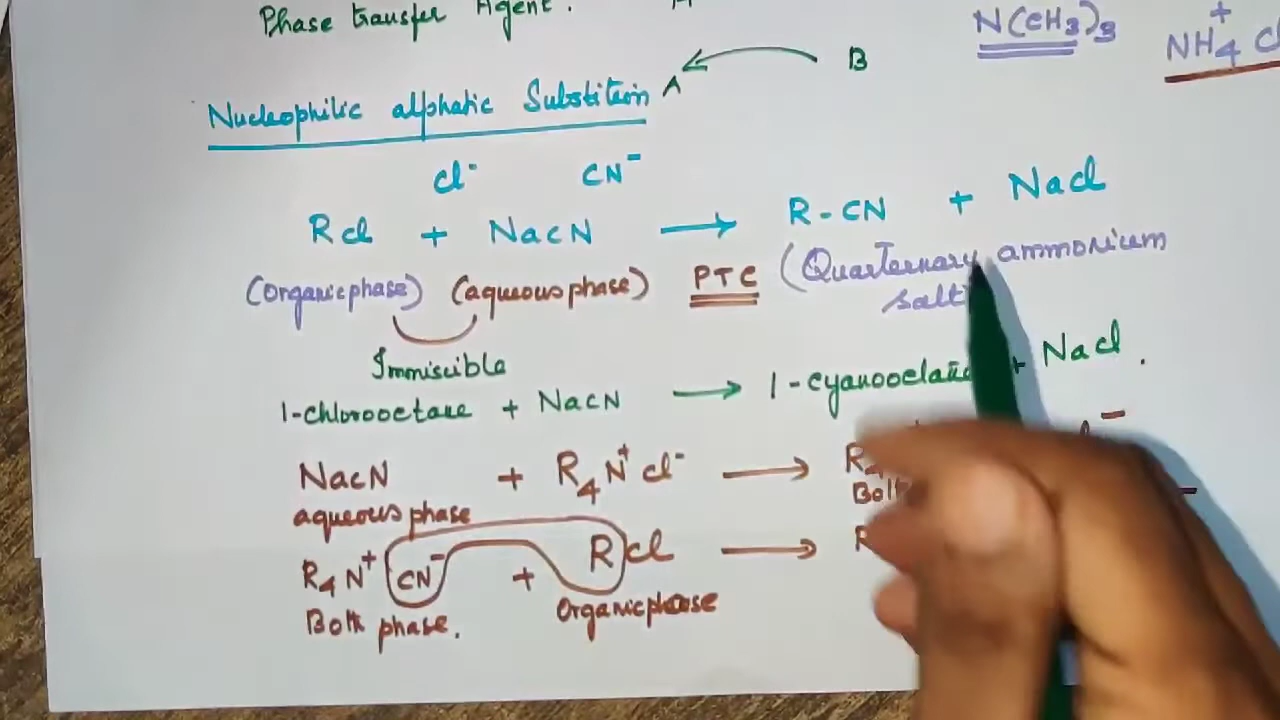 Phase transfer Agent.
N(CH3)3
NH4+ Cl
A B
Nucleophilic aliphatic Substitution
Cl- CN-
RCl + NaCN → R-CN + NaCl
(Organic phase) (aqueous phase) PTC (Quarternary ammonium
salt
Immiscible
1-chlorooctane + NaCN → 1-cyanooctane + NaCl.
NaCN + R4N+Cl- →
aqueous phase
R4N+ CN- + RCl →
Both phase. Organic phase